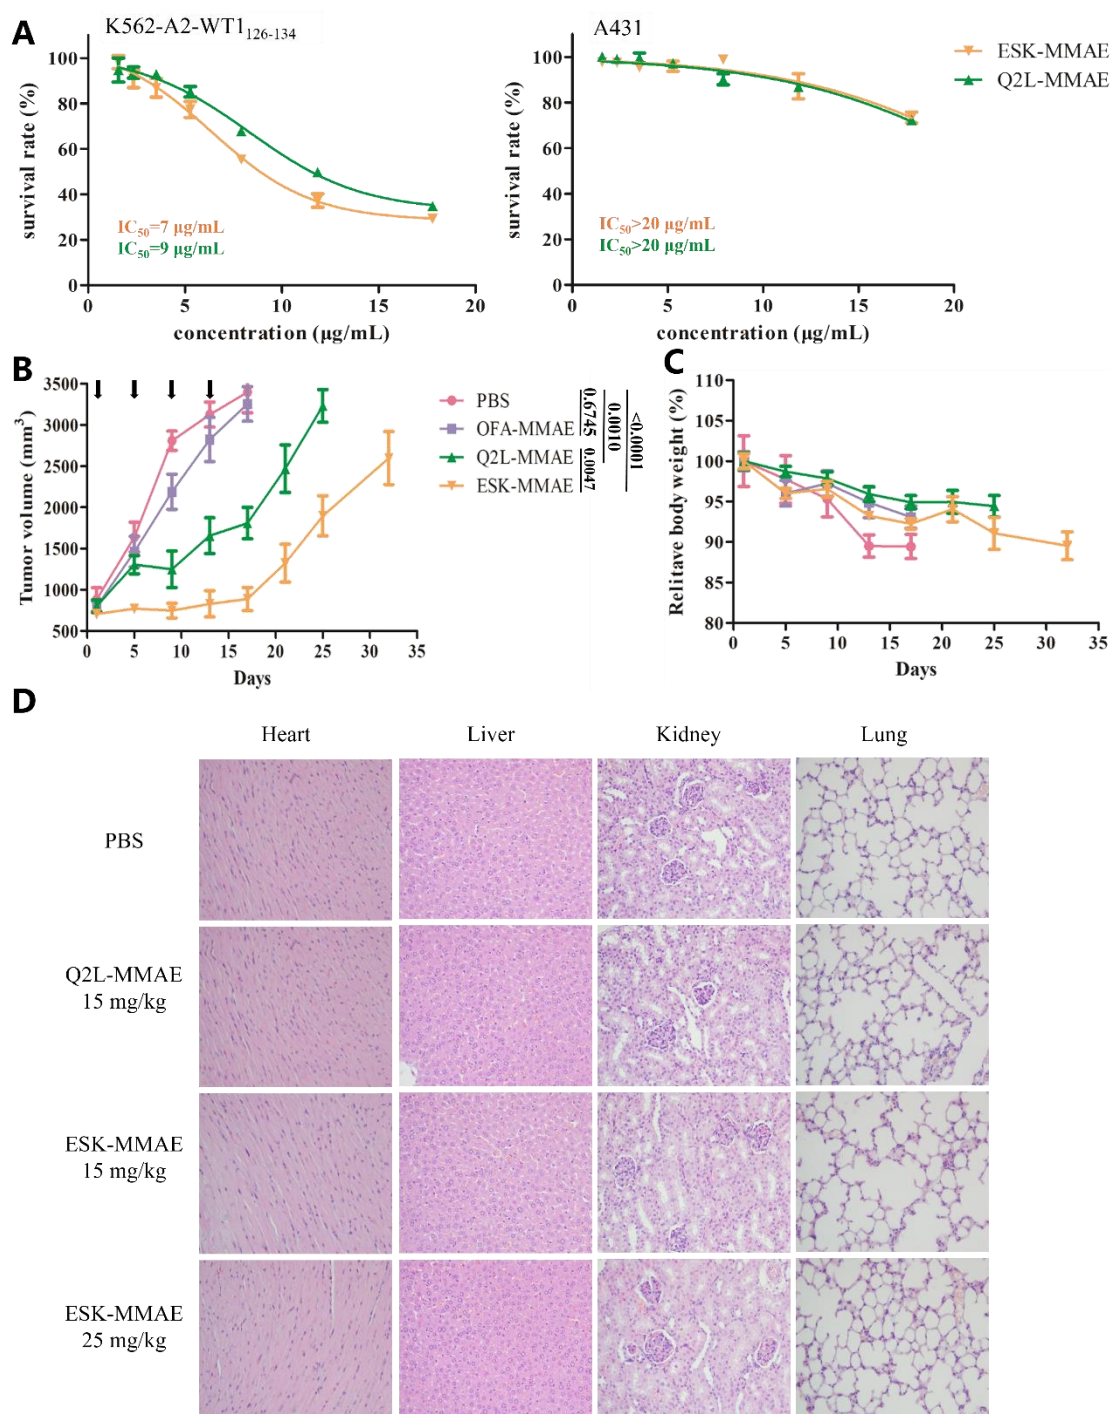 A
K562-A2-WT1126-134
survival rate (%)
100
80
60
40
20
0
IC50=7 µg/mL
IC50=9 µg/mL
0 5 10 15 20
concentration (µg/mL)
A431
survival rate (%)
100
80
60
40
20
0
IC50>20 µg/mL
IC50>20 µg/mL
0 5 10 15 20
concentration (µg/mL)
ESK-MMAE
Q2L-MMAE
B
Tumor volume (mm3)
3500
3000
2500
2000
1500
1000
500
0 5 10 15 20 25 30 35
Days
PBS
OFA-MMAE
Q2L-MMAE
ESK-MMAE
0.6745
0.0047
0.0010
<0.0001
C
Relitave body weight (%)
110
105
100
95
90
85
80
0 5 10 15 20 25 30 35
Days
D
Heart Liver Kidney Lung
PBS
Q2L-MMAE
15 mg/kg
ESK-MMAE
15 mg/kg
ESK-MMAE
25 mg/kg